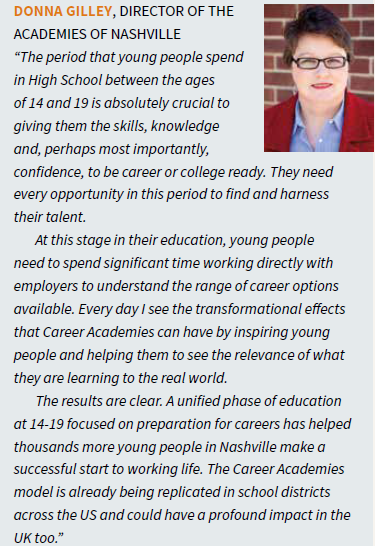 DONNA GILLEY, DIRECTOR OF THE
ACADEMIES OF NASHVILLE
“The period that young people spend
in High School between the ages
of 14 and 19 is absolutely crucial to
giving them the skills, knowledge
and, perhaps most importantly,
confidence, to be career or college ready. They need
every opportunity in this period to find and harness
their talent.
At this stage in their education, young people
need to spend significant time working directly with
employers to understand the range of career options
available. Every day I see the transformational effects
that Career Academies can have by inspiring young
people and helping them to see the relevance of what
they are learning to the real world.
The results are clear. A unified phase of education
at 14-19 focused on preparation for careers has helped
thousands more young people in Nashville make a
successful start to working life. The Career Academies
model is already being replicated in school districts
across the US and could have a profound impact in the
UK too.”